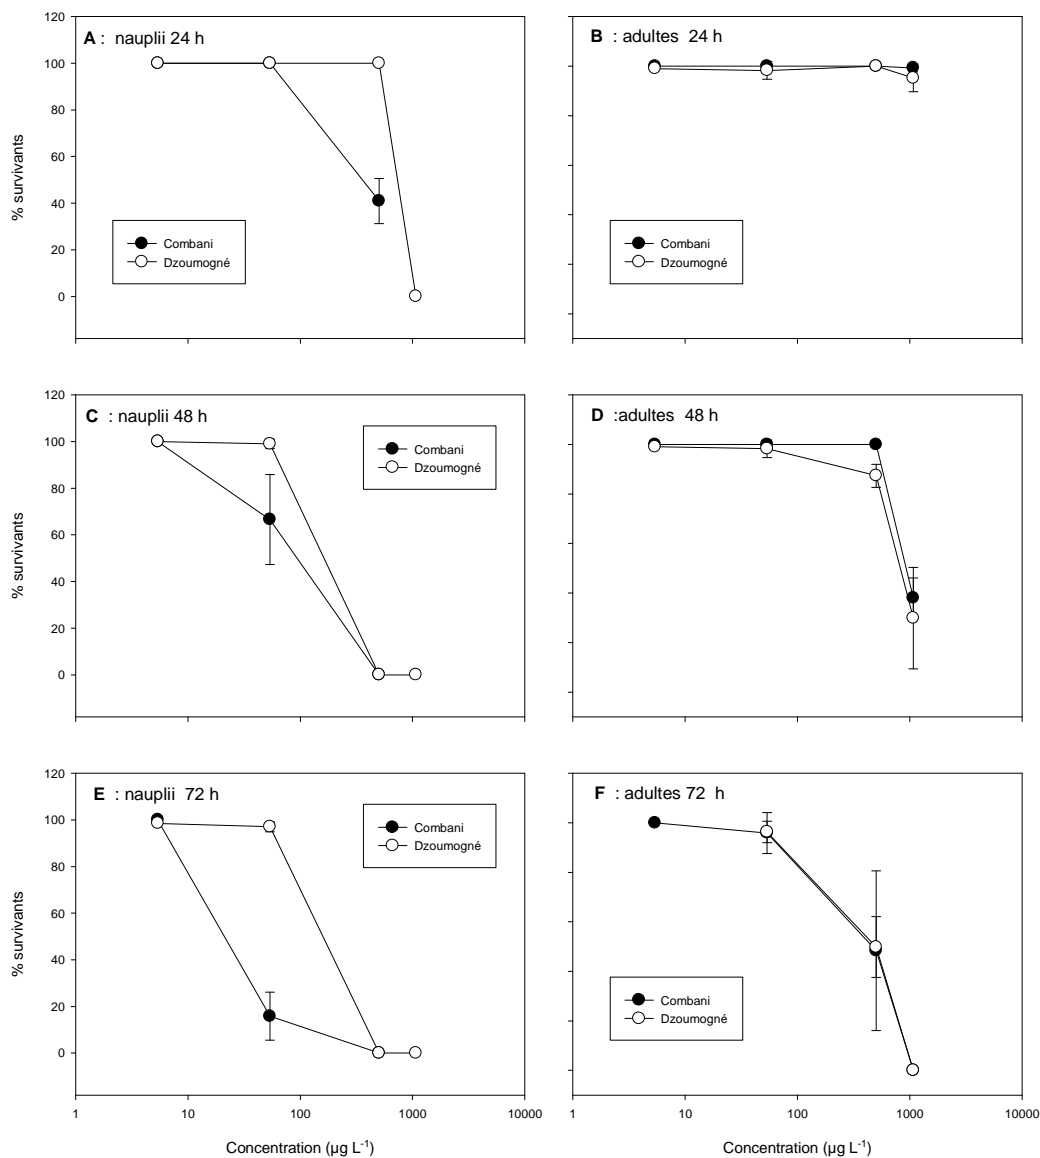 120
A : nauplii 24 h
B : adultes 24 h
100
80
60
% survivants
40
20
0
Combani
Dzoumogné
Combani
Dzoumogné
120
C : nauplii 48 h
D :adultes 48 h
100
80
60
% survivants
40
20
0
Combani
Dzoumogné
Combani
Dzoumogné
120
E : nauplii 72 h
F : adultes 72 h
100
80
60
% survivants
40
20
0
Combani
Dzoumogné
Combani
Dzoumogné
1 10 100 1000 10000
1 10 100 1000 10000
Concentration (µg L-1)
Concentration (µg L-1)